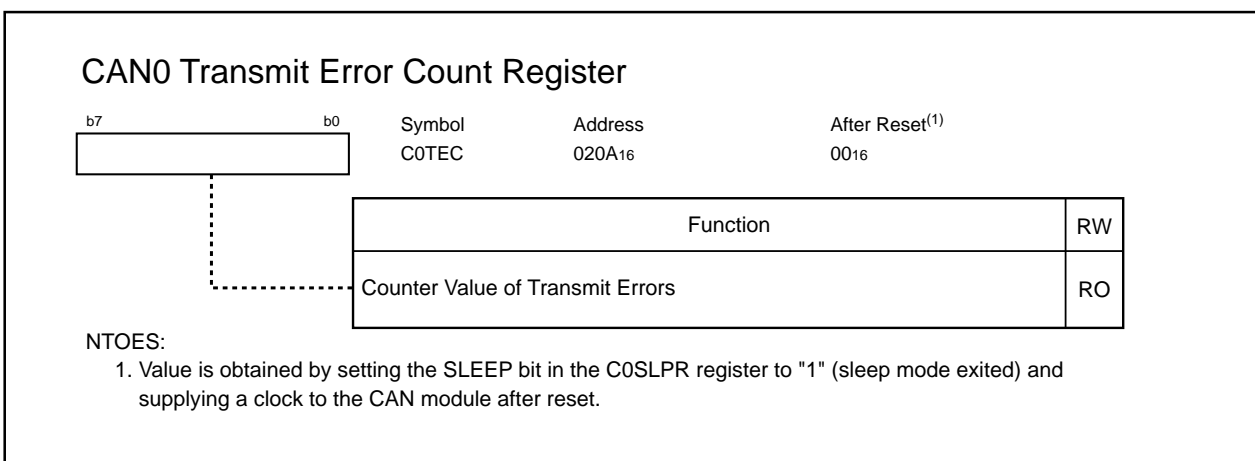 CAN0 Transmit Error Count Register
b7 b0 Symbol Address After Reset(1)
C0TEC 020A16 0016
Function RW
Counter Value of Transmit Errors RO
NTOES:
1. Value is obtained by setting the SLEEP bit in the C0SLPR register to "1" (sleep mode exited) and
supplying a clock to the CAN module after reset.